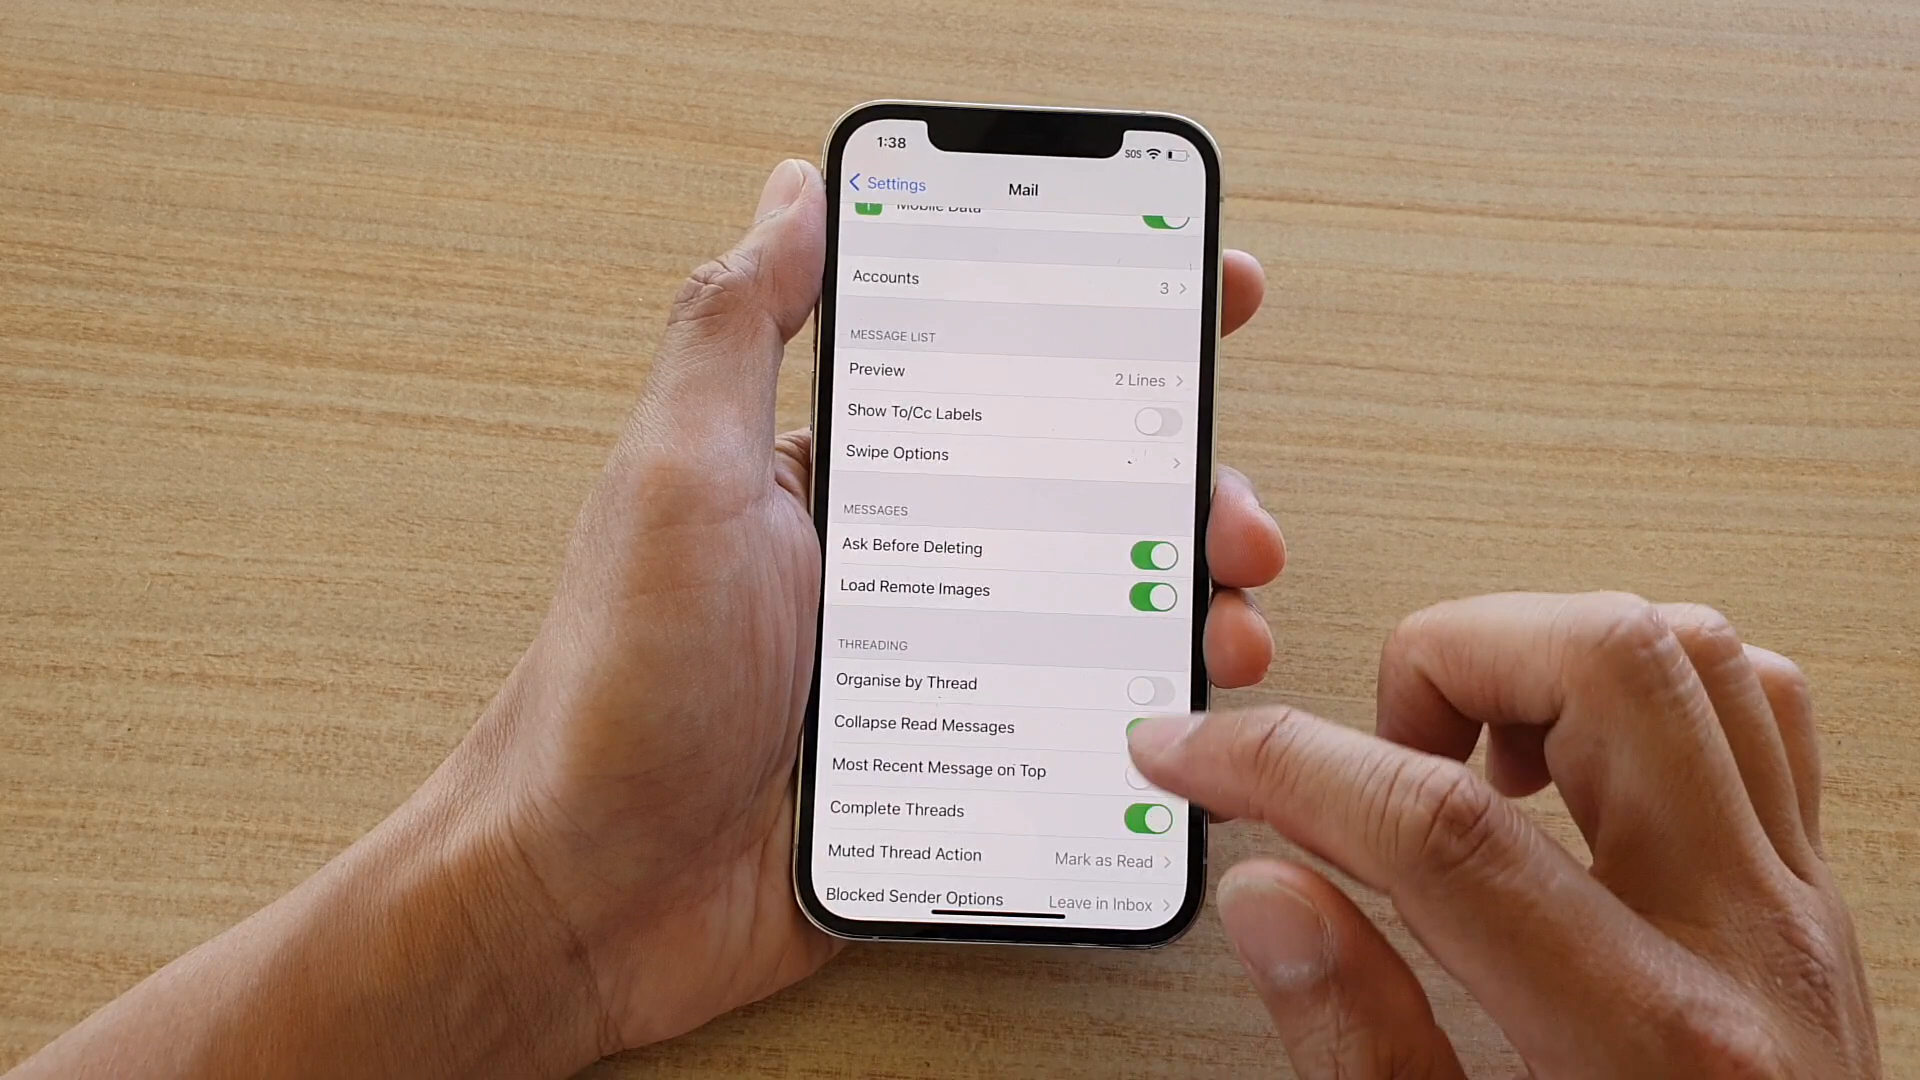 1:38
SOS
Settings
Mail
Mobile Data
Accounts 3
MESSAGE LIST
Preview 2 Lines
Show To/Cc Labels
Swipe Options
MESSAGES
Ask Before Deleting
Load Remote Images
THREADING
Organise by Thread
Collapse Read Messages
Most Recent Message on Top
Complete Threads
Muted Thread Action Mark as Read
Blocked Sender Options Leave in Inbox